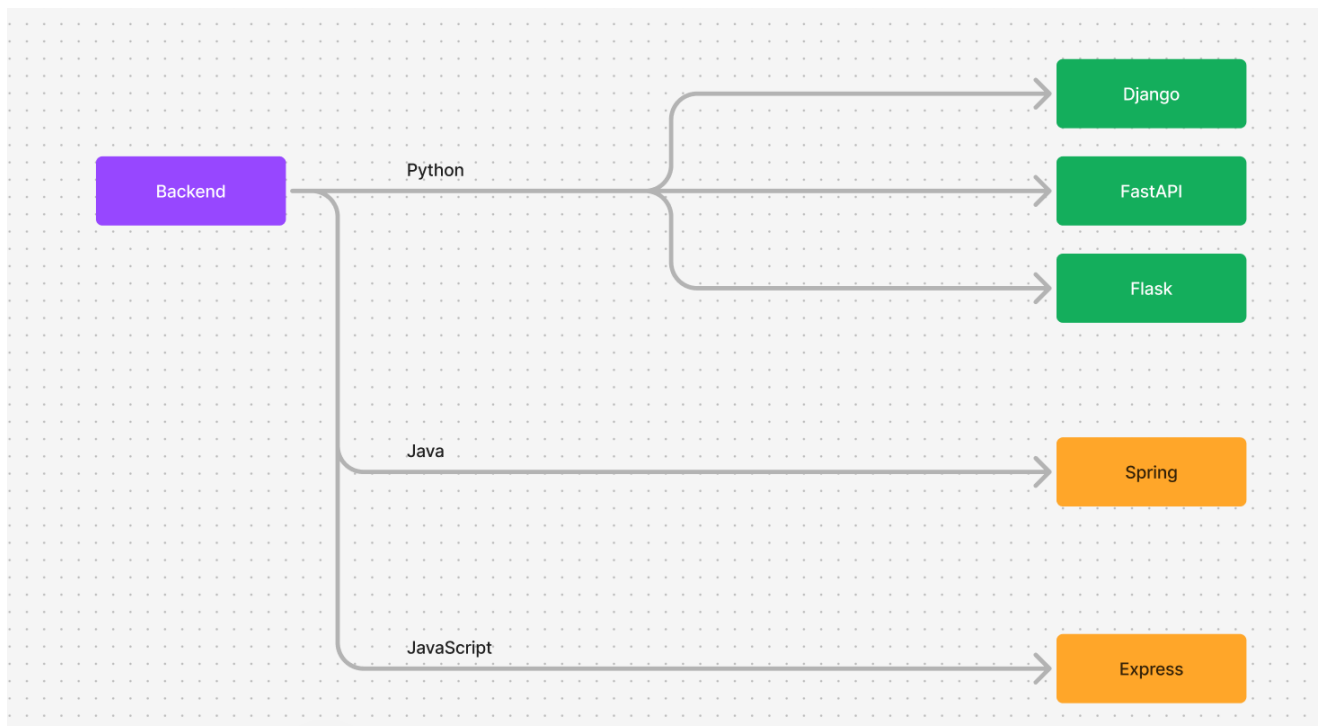 Django
Python
Backend
FastAPI
Flask
Java
Spring
JavaScript
Express